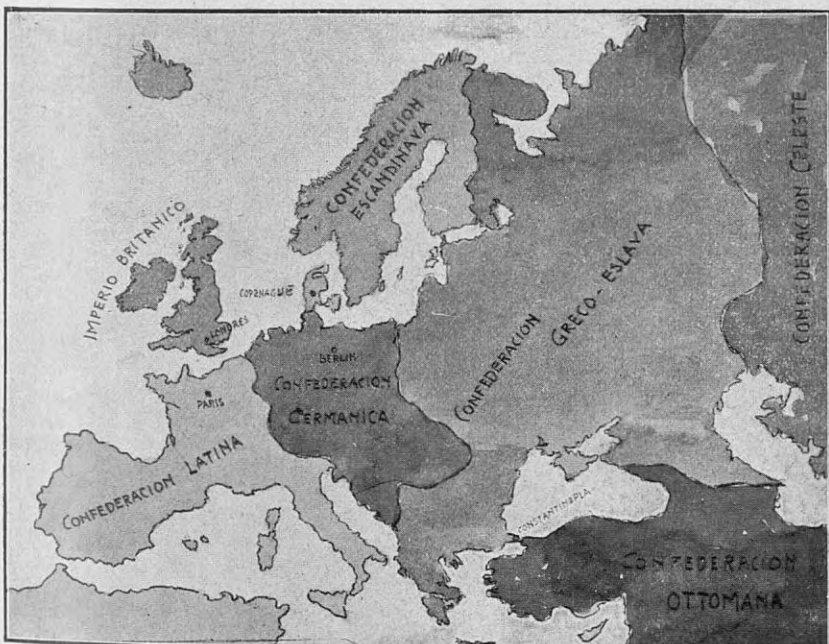 CONFEDERACION
ESCANDINAVA
IMPERIO BRITANICO
COPENAGUE
LONDRES
BERLIN
CONFEDERACION
GERMANICA
PARIS
CONFEDERACION LATINA
CONFEDERACION
GRECO-ESLAVA
CONFEDERACION CELESTE
CONSTANTINOPLA
CONFEDERACION
OTTOMANA